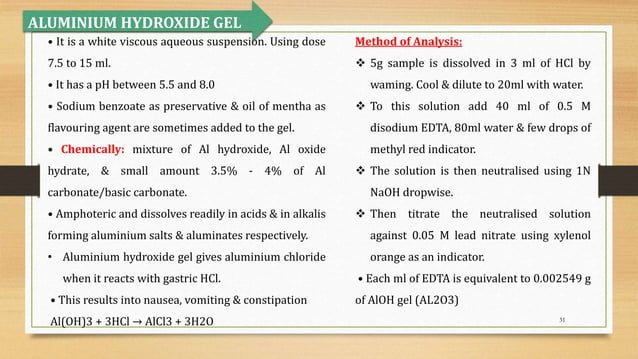 ALUMINIUM HYDROXIDE GEL
• It is a white viscous aqueous suspension. Using dose
7.5 to 15 ml.
• It has a pH between 5.5 and 8.0
• Sodium benzoate as preservative & oil of mentha as
flavouring agent are sometimes added to the gel.
• Chemically: mixture of Al hydroxide, Al oxide
hydrate, & small amount 3.5% - 4% of Al
carbonate/basic carbonate.
• Amphoteric and dissolves readily in acids & in alkalis
forming aluminium salts & aluminates respectively.
• Aluminium hydroxide gel gives aluminium chloride
when it reacts with gastric HCl.
• This results into nausea, vomiting & constipation
Al(OH)3 + 3HCl → AlCl3 + 3H2O
Method of Analysis:
❖ 5g sample is dissolved in 3 ml of HCl by
waming. Cool & dilute to 20ml with water.
❖ To this solution add 40 ml of 0.5 M
disodium EDTA, 80ml water & few drops of
methyl red indicator.
❖ The solution is then neutralised using 1N
NaOH dropwise.
❖ Then titrate the neutralised solution
against 0.05 M lead nitrate using xylenol
orange as an indicator.
• Each ml of EDTA is equivalent to 0.002549 g
of AlOH gel (AL2O3)
31